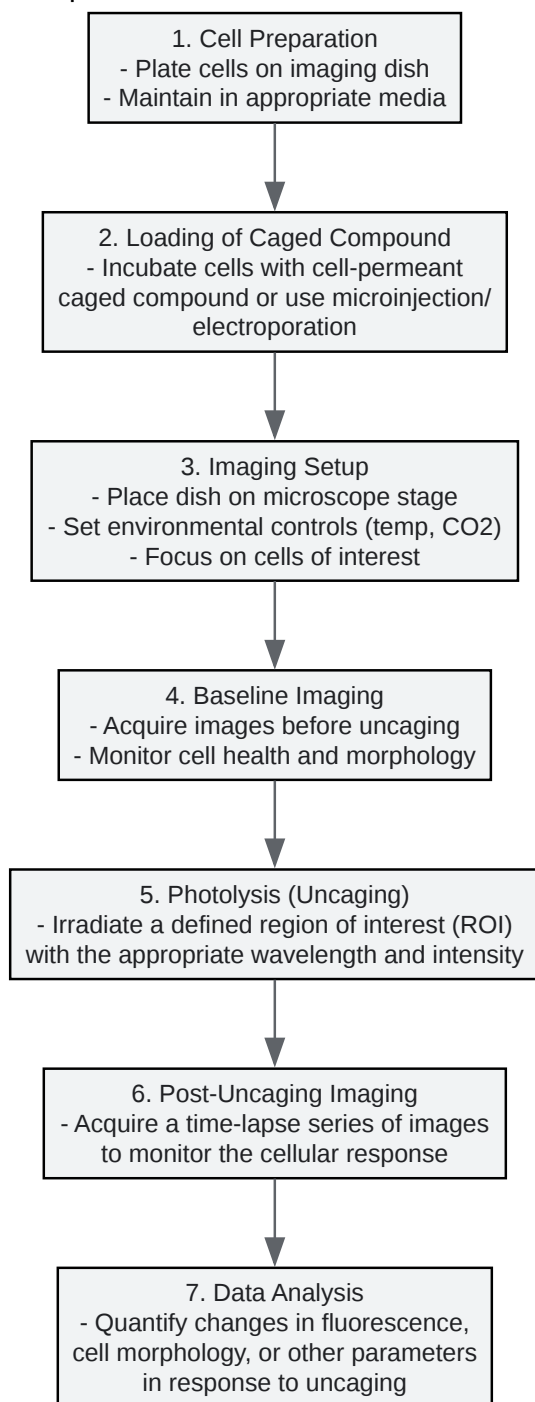 1. Cell Preparation
- Plate cells on imaging dish
- Maintain in appropriate media
2. Loading of Caged Compound
- Incubate cells with cell-permeant
caged compound or use microinjection/
electroporation
3. Imaging Setup
- Place dish on microscope stage
- Set environmental controls (temp, CO2)
- Focus on cells of interest
4. Baseline Imaging
- Acquire images before uncaging
- Monitor cell health and morphology
5. Photolysis (Uncaging)
- Irradiate a defined region of interest (ROI)
with the appropriate wavelength and intensity
6. Post-Uncaging Imaging
- Acquire a time-lapse series of images
to monitor the cellular response
7. Data Analysis
- Quantify changes in fluorescence,
cell morphology, or other parameters
in response to uncaging